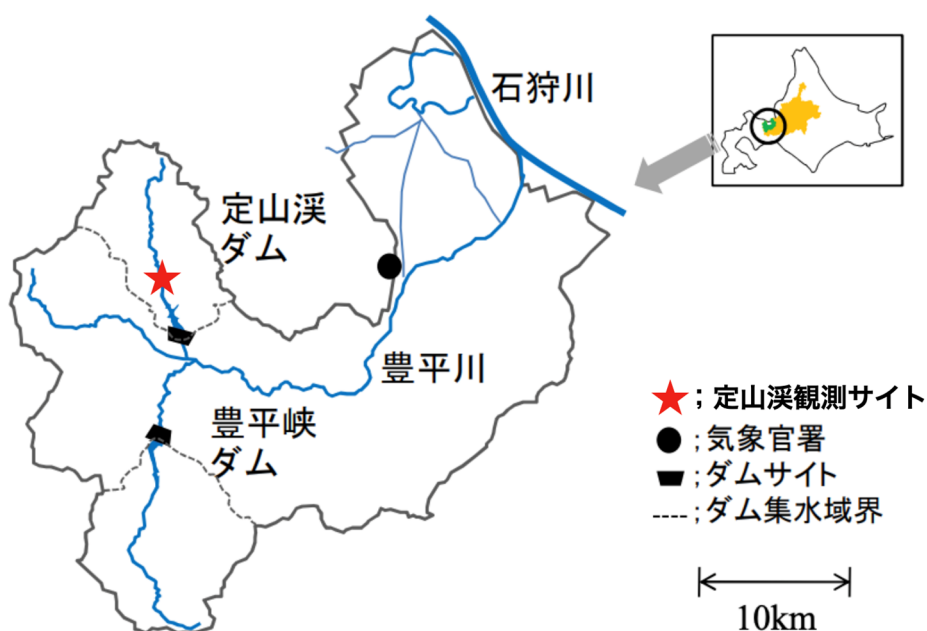 石狩川
定山渓
ダム
豊平川
豊平峡
ダム
；定山渓観測サイト
；気象官署
；ダムサイト
；ダム集水域界
10km